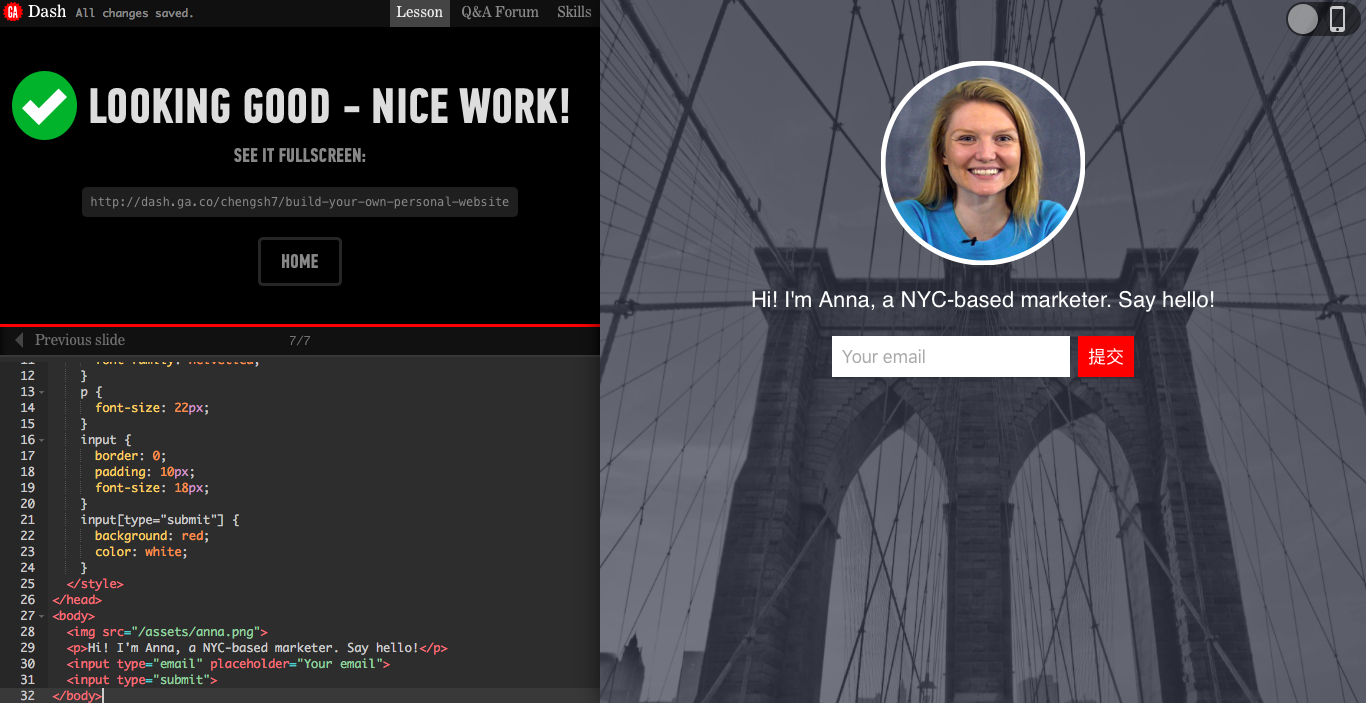 GA Dash All changes saved. Lesson Q&A Forum Skills
LOOKING GOOD - NICE WORK!
SEE IT FULLSCREEN:
http://dash.ga.co/chengsh7/build-your-own-personal-website
HOME
Previous slide 7/7
11 font-family: Helvetica;
12 }
13 p {
14 font-size: 22px;
15 }
16 input {
17 border: 0;
18 padding: 10px;
19 font-size: 18px;
20 }
21 input[type="submit"] {
22 background: red;
23 color: white;
24 }
25 </style>
26 </head>
27 <body>
28 <img src="/assets/anna.png">
29 <p>Hi! I'm Anna, a NYC-based marketer. Say hello!</p>
30 <input type="email" placeholder="Your email">
31 <input type="submit">
32 </body>
Hi! I'm Anna, a NYC-based marketer. Say hello!
Your email 提交